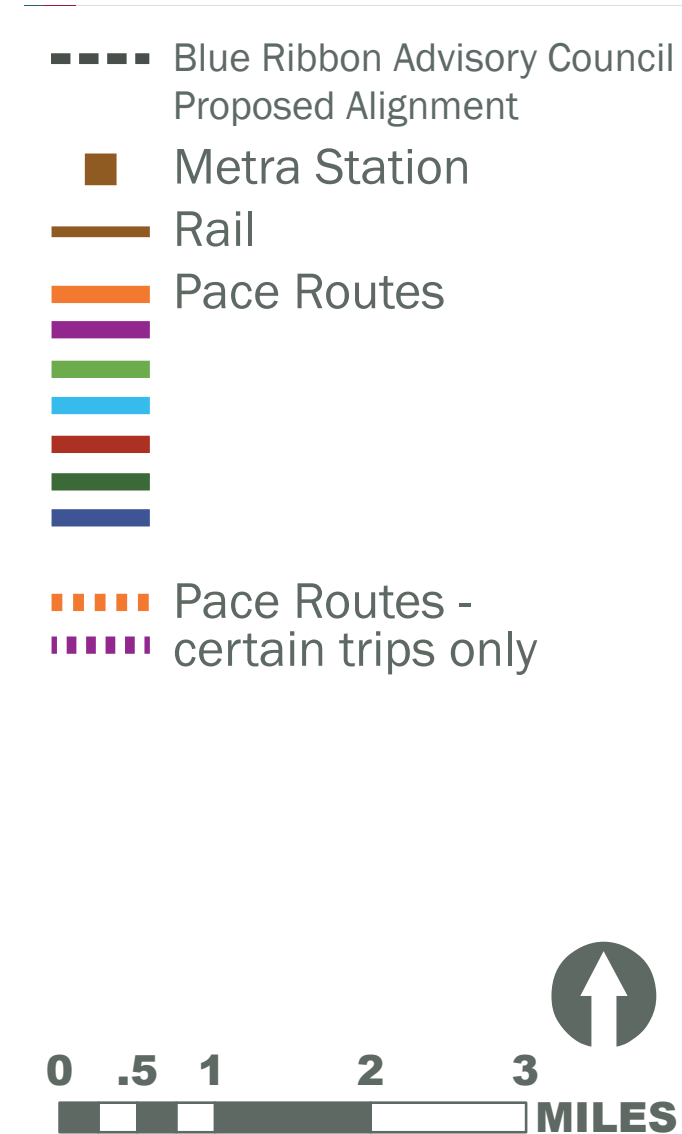 Blue Ribbon Advisory Council
Proposed Alignment
Metra Station
Rail
Pace Routes
Pace Routes -
certain trips only
0 .5 1 2 3
MILES